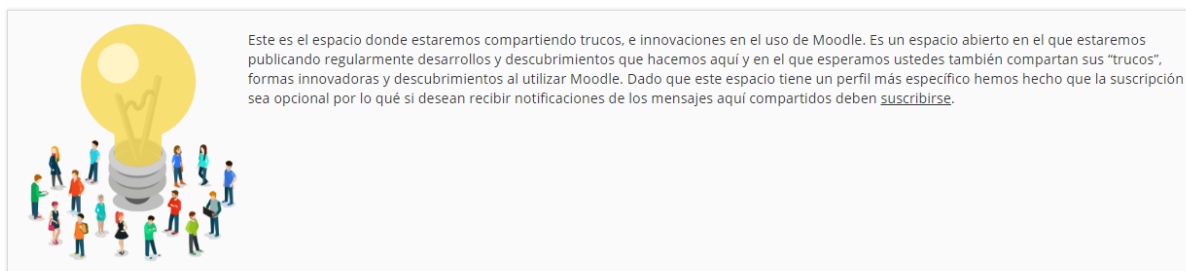 Este es el espacio donde estaremos compartiendo trucos, e innovaciones en el uso de Moodle. Es un espacio abierto en el que estaremos
publicando regularmente desarrollos y descubrimientos que hacemos aquí y en el que esperamos ustedes también compartan sus “trucos”,
formas innovadoras y descubrimientos al utilizar Moodle. Dado que este espacio tiene un perfil más específico hemos hecho que la suscripción
sea opcional por lo qué si desean recibir notificaciones de los mensajes aquí compartidos deben suscribirse.